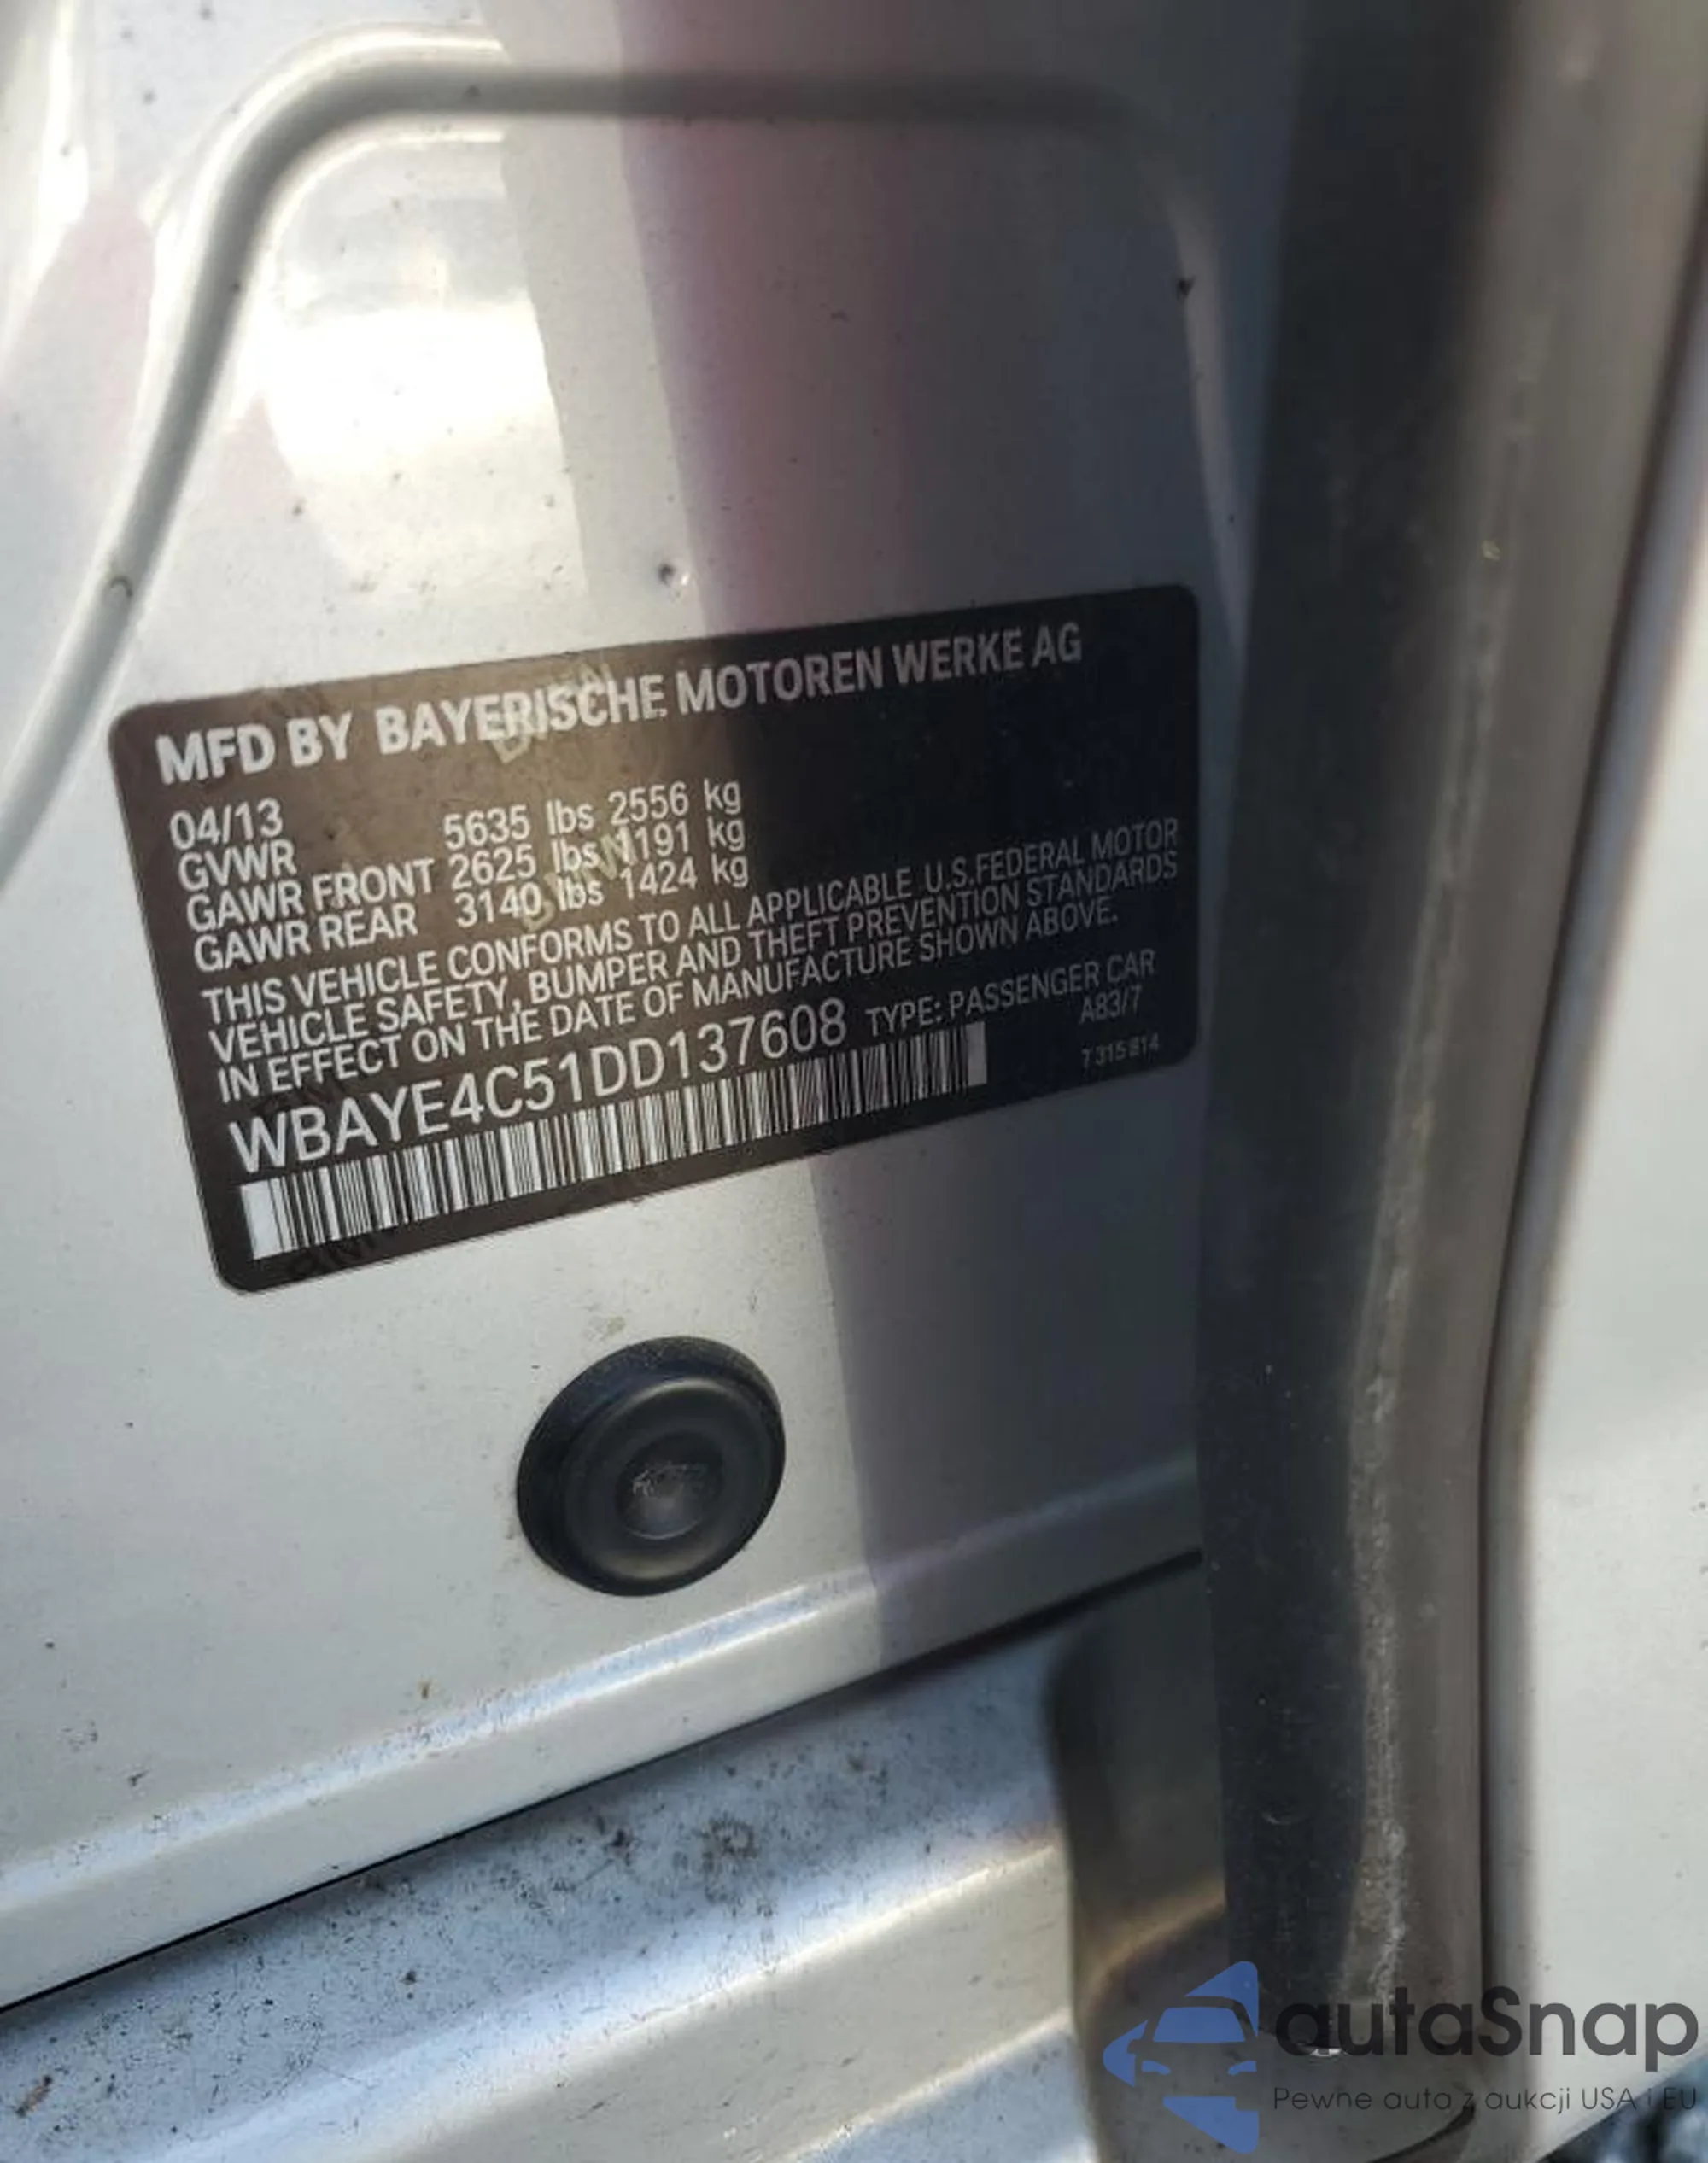 MFD BY BAYERISCHE MOTOREN WERKE AG
04/13
GVWR 5635 lbs 2556 kg
GAWR FRONT 2625 lbs 1191 kg
GAWR REAR 3140 lbs 1424 kg
THIS VEHICLE CONFORMS TO ALL APPLICABLE U.S.FEDERAL MOTOR
VEHICLE SAFETY, BUMPER AND THEFT PREVENTION STANDARDS
IN EFFECT ON THE DATE OF MANUFACTURE SHOWN ABOVE.
WBAYE4C51DD137608 TYPE: PASSENGER CAR
A83/7
7315814
autaSnap
Pewne auta z aukcji USA i EU